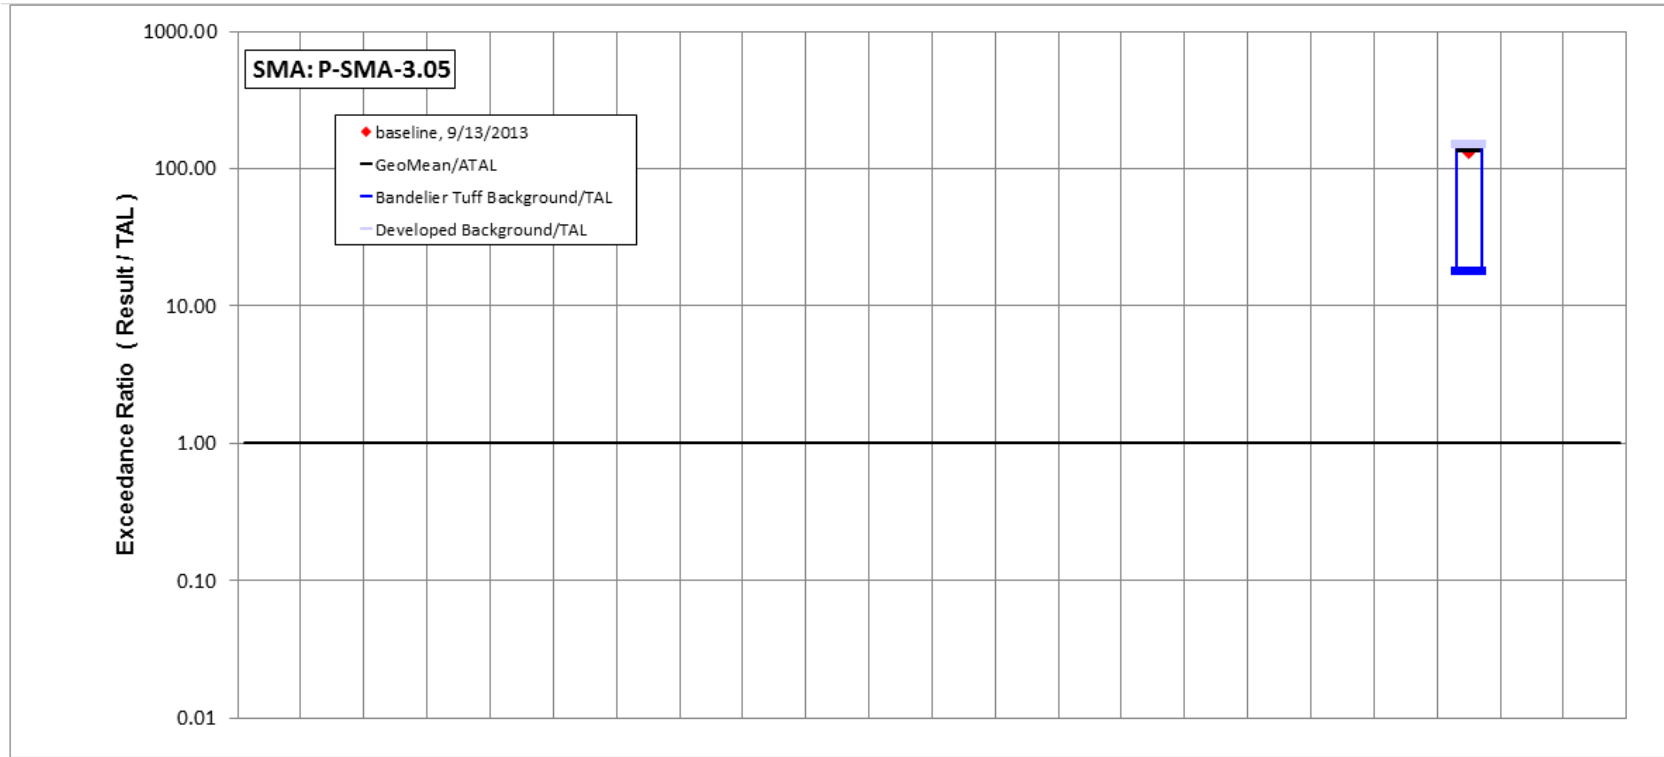 1000.00
SMA: P-SMA-3.05
baseline, 9/13/2013
GeoMean/ATAL
Bandelier Tuff Background/TAL
Developed Background/TAL
100.00
10.00
1.00
0.10
0.01
Exceedance Ratio ( Result / TAL )